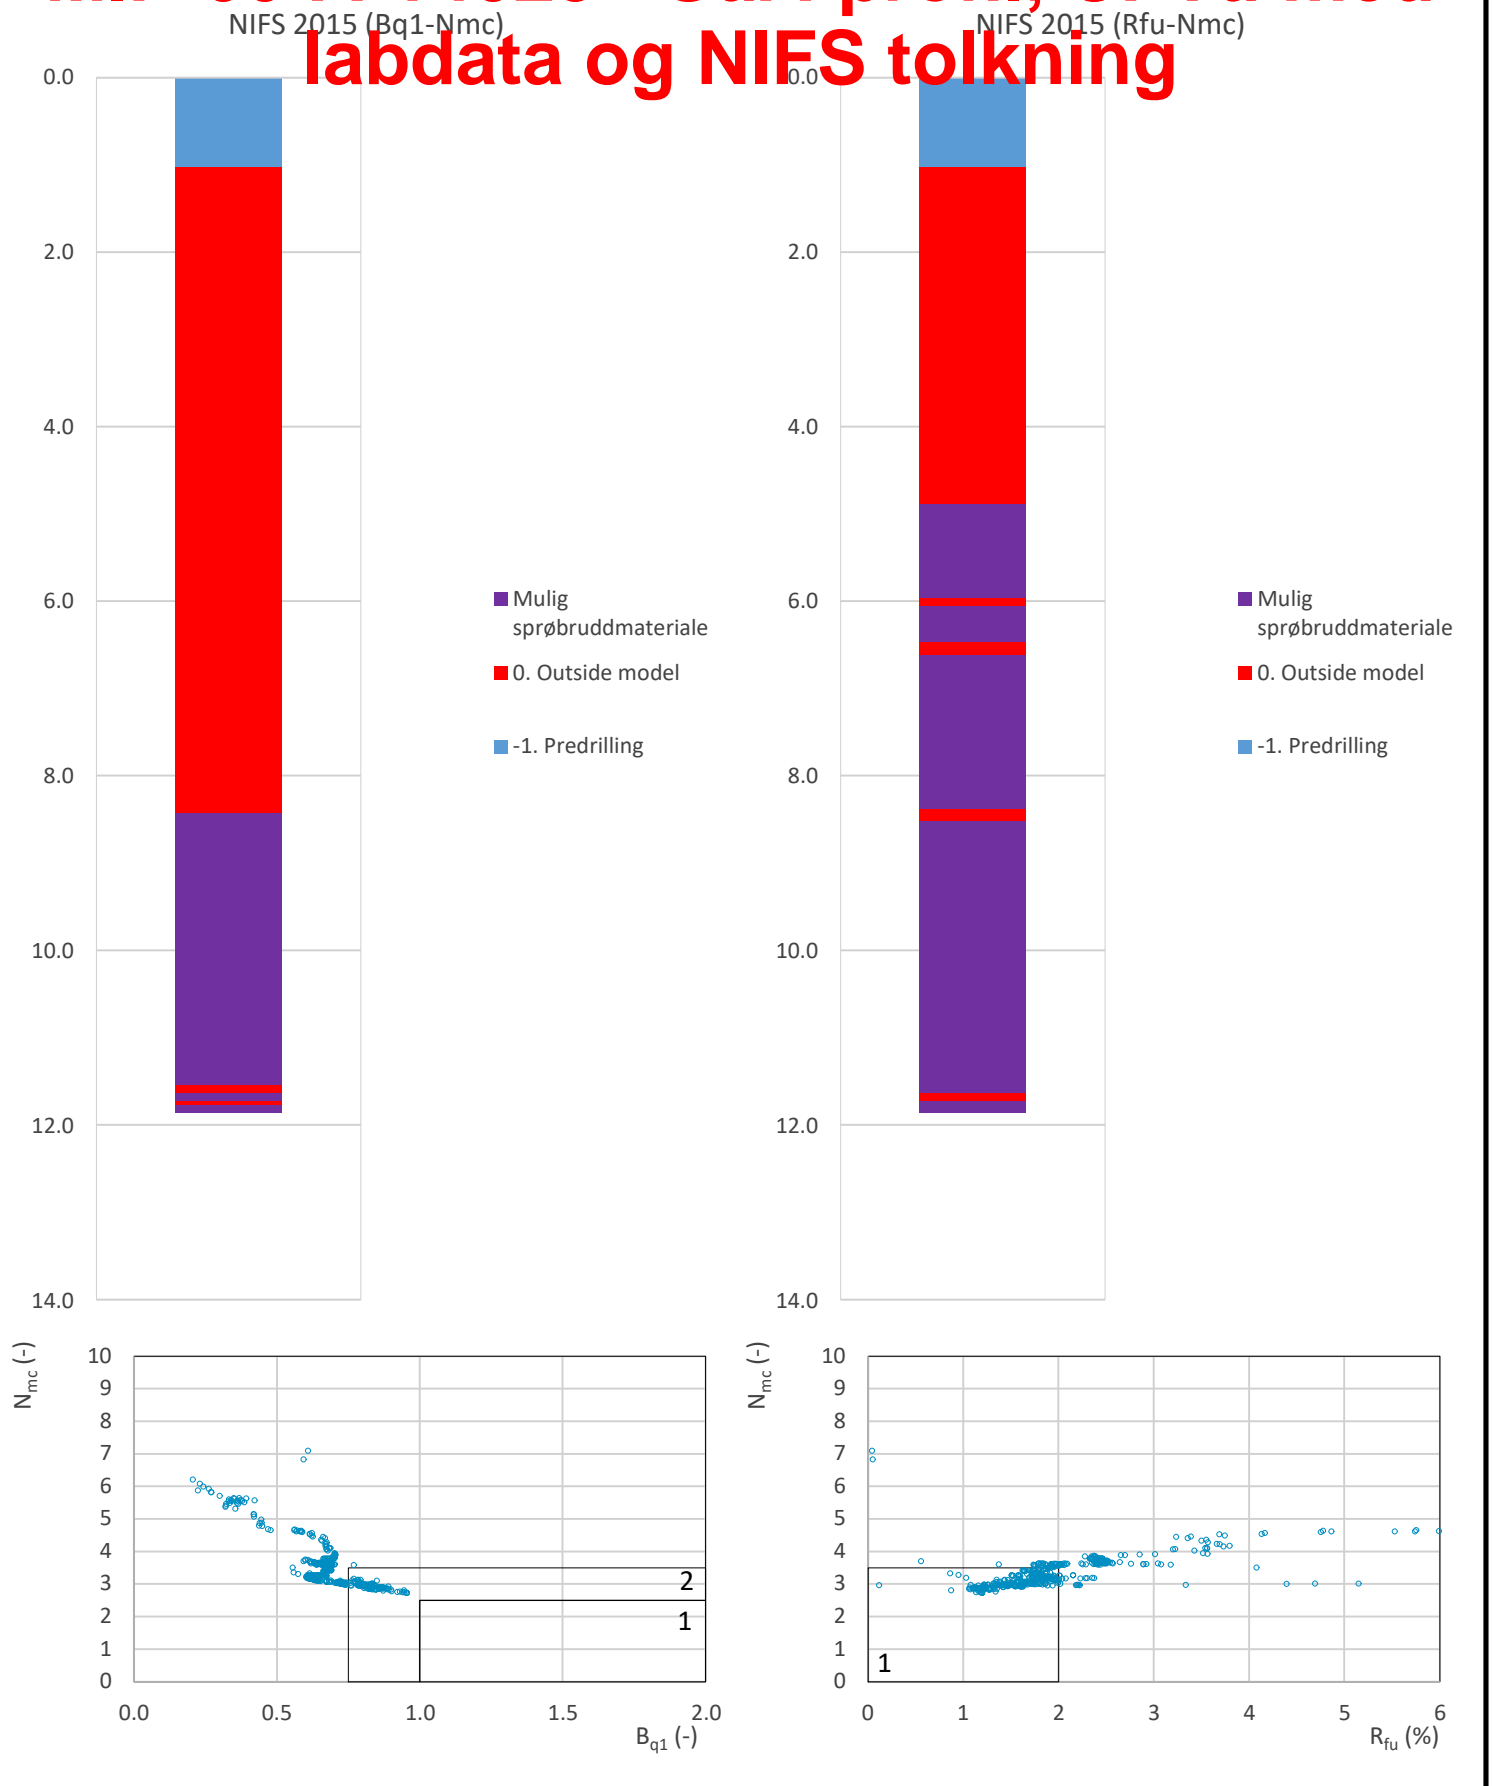 NIFS 2015 (Bq1-Nmc)
NIFS 2015 (Rfu-Nmc)
labdata og NIFS tolkning
0.0
2.0
4.0
6.0
8.0
10.0
12.0
14.0
Mulig
sprøbruddmateriale
0. Outside model
-1. Predrilling
0.0
2.0
4.0
6.0
8.0
10.0
12.0
14.0
Mulig
sprøbruddmateriale
0. Outside model
-1. Predrilling
Nmc (-)
10
9
8
7
6
5
4
3
2
1
0
2
1
0.0 0.5 1.0 1.5 2.0
Bq1 (-)
Nmc (-)
10
9
8
7
6
5
4
3
2
1
0
1
0 1 2 3 4 5 6
Rfu (%)